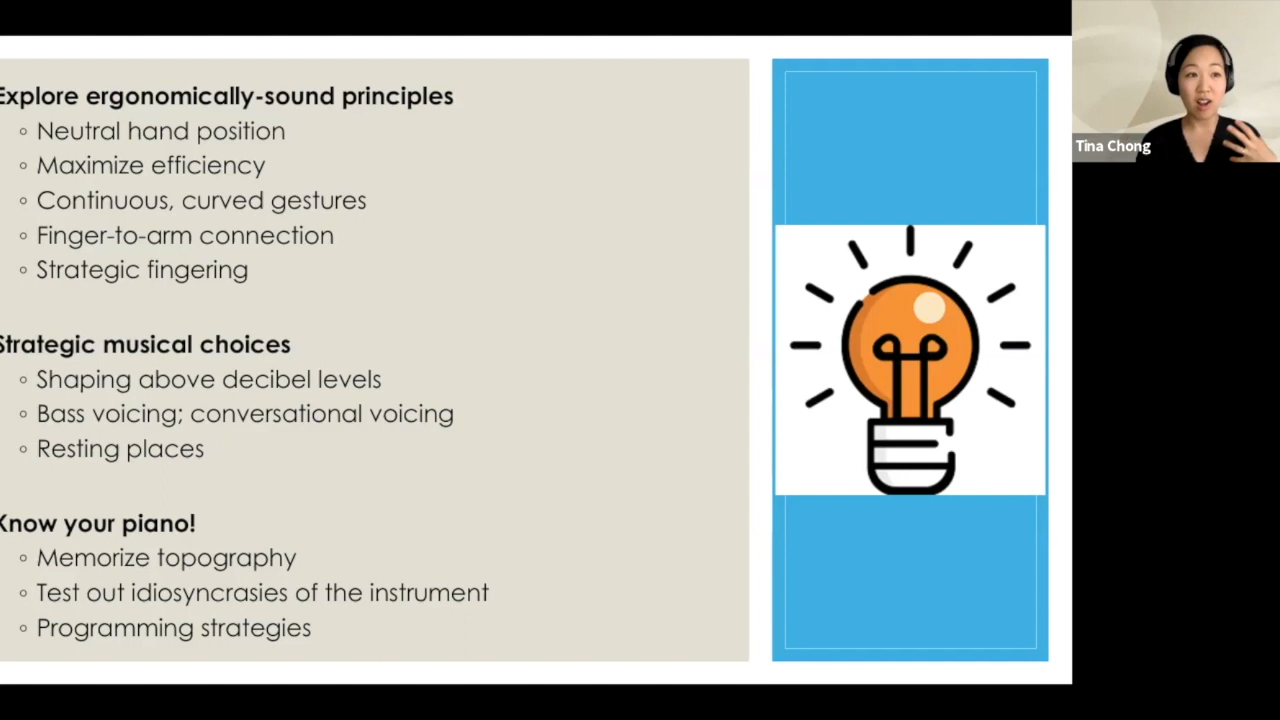 Explore ergonomically-sound principles
◦ Neutral hand position
◦ Maximize efficiency
◦ Continuous, curved gestures
◦ Finger-to-arm connection
◦ Strategic fingering
Strategic musical choices
◦ Shaping above decibel levels
◦ Bass voicing; conversational voicing
◦ Resting places
Know your piano!
◦ Memorize topography
◦ Test out idiosyncrasies of the instrument
◦ Programming strategies
Tina Chong